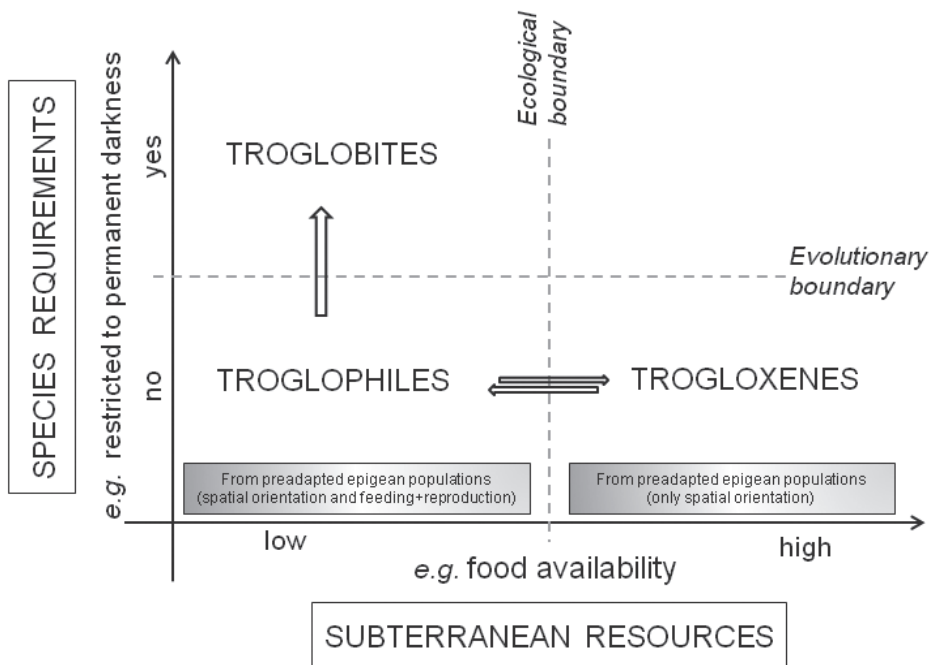 SPECIES REQUIREMENTS
e.g. restricted to permanent darkness
yes
no
Ecological
boundary
TROGLOBITES
Evolutionary
boundary
TROGLOPHILES
TROGLOXENES
From preadapted epigean populations
(spatial orientation and feeding+reproduction)
From preadapted epigean populations
(only spatial orientation)
low
high
e.g. food availability
SUBTERRANEAN RESOURCES